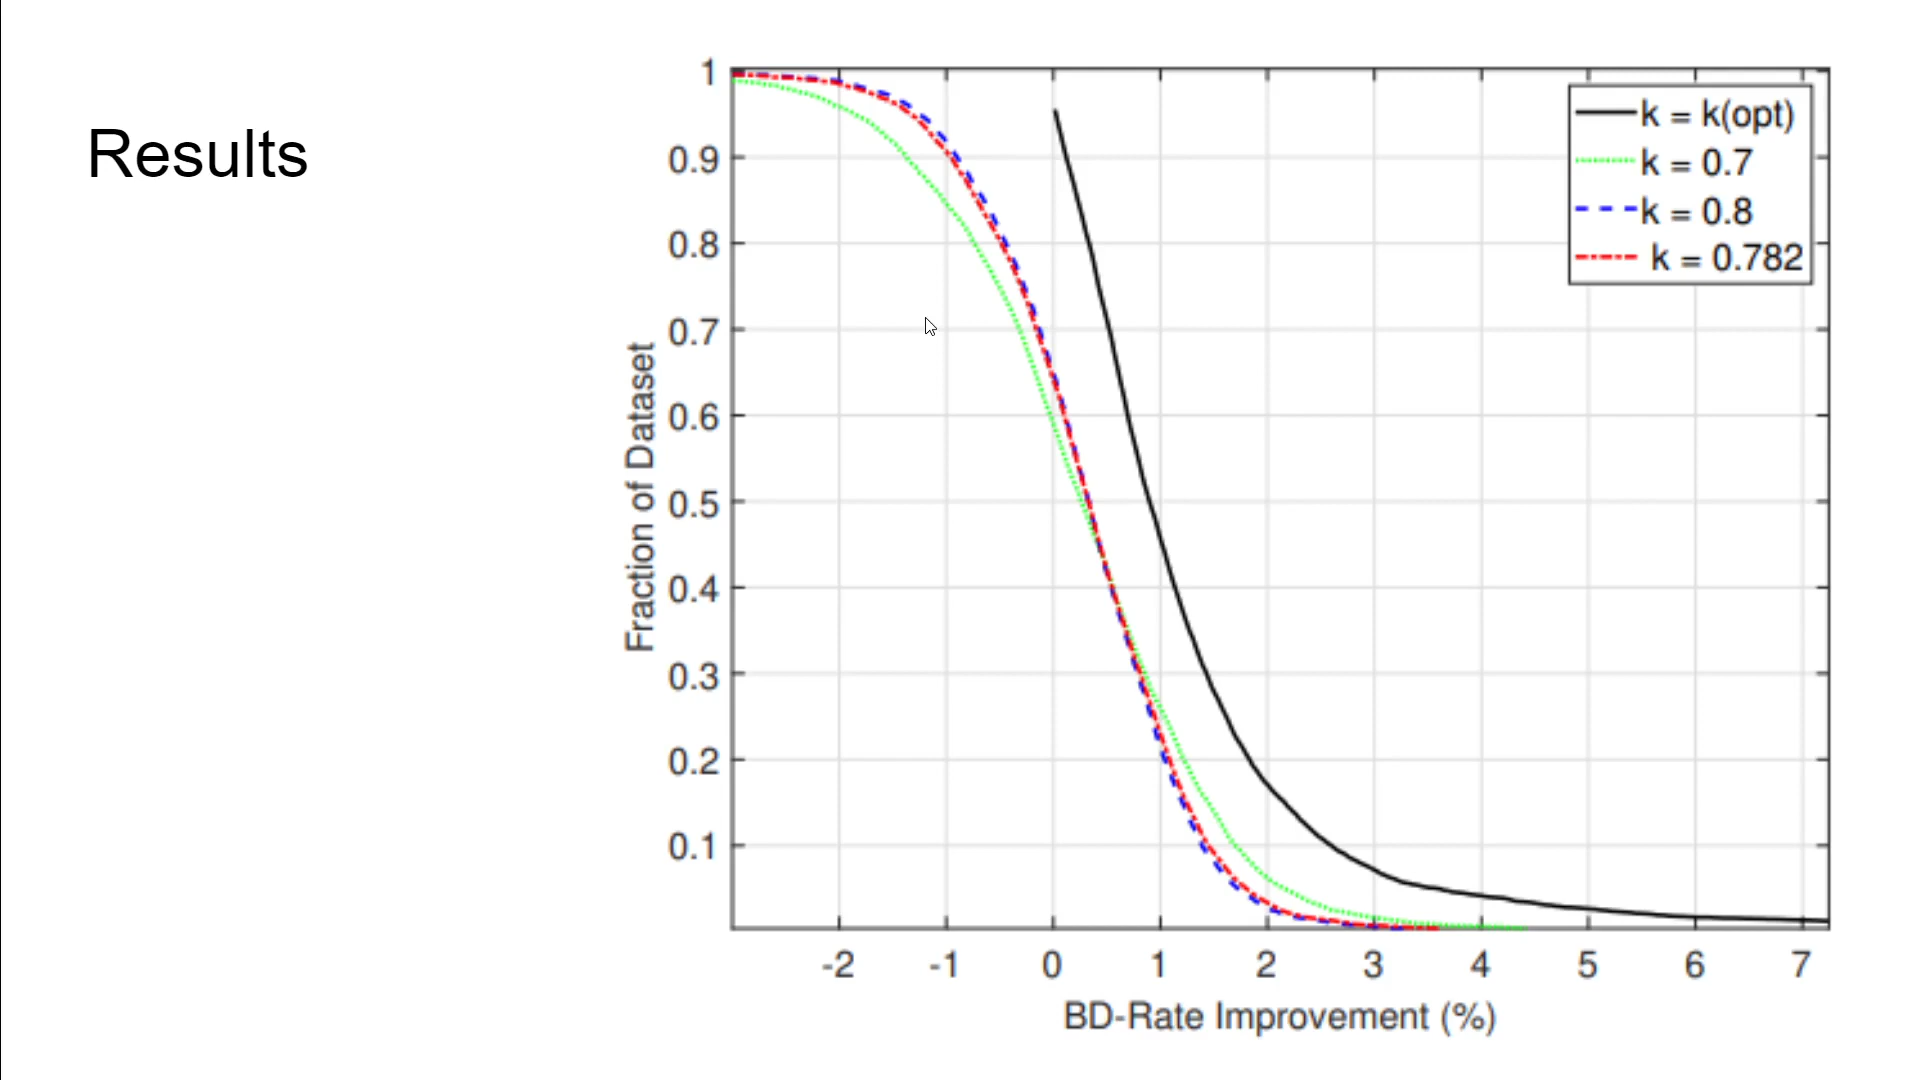 Results
k = k(opt)
k = 0.7
k = 0.8
k = 0.782
1
0.9
0.8
0.7
0.6
0.5
0.4
0.3
0.2
0.1
Fraction of Dataset
-2 -1 0 1 2 3 4 5 6 7
BD-Rate Improvement (%)